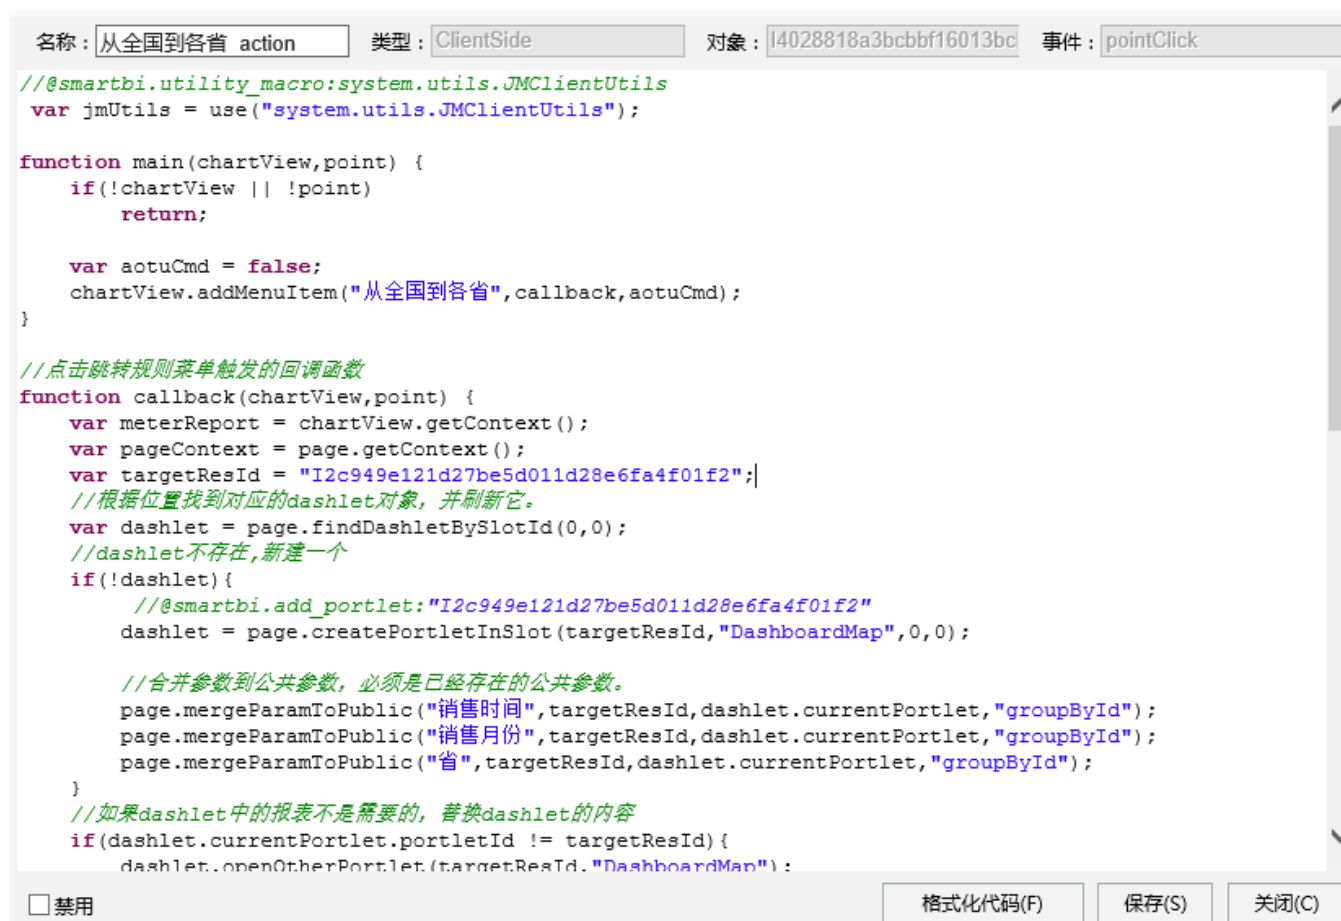 名称： 从全国到各省_action 类型： ClientSide 对象： I4028818a3bcbbf16013bc 事件： pointClick
//@smartbi.utility_macro:system.utils.JMClientUtils
var jmUtils = use("system.utils.JMClientUtils");
function main(chartView,point) {
if(!chartView || !point)
return;
var aotuCmd = false;
chartView.addMenuItem("从全国到各省",callback,aotuCmd);
}
//点击跳转规则菜单触发的回调函数
function callback(chartView,point) {
var meterReport = chartView.getContext();
var pageContext = page.getContext();
var targetResId = "I2c949e121d27be5d011d28e6fa4f01f2";
//根据位置找到对应的dashlet对象，并刷新它。
var dashlet = page.findDashletBySlotId(0,0);
//dashlet不存在,新建一个
if(!dashlet){
//@smartbi.add_portlet:"I2c949e121d27be5d011d28e6fa4f01f2"
dashlet = page.createPortletInSlot(targetResId,"DashboardMap",0,0);
//合并参数到公共参数，必须是已经存在的公共参数。
page.mergeParamToPublic("销售时间",targetResId,dashlet.currentPortlet,"groupById");
page.mergeParamToPublic("销售月份",targetResId,dashlet.currentPortlet,"groupById");
page.mergeParamToPublic("省",targetResId,dashlet.currentPortlet,"groupById");
}
//如果dashlet中的报表不是需要的，替换dashlet的内容
if(dashlet.currentPortlet.portletId != targetResId){
dashlet.openOtherPortlet(targetResId,"DashboardMap");
禁用 格式化代码(F) 保存(S) 关闭(C)